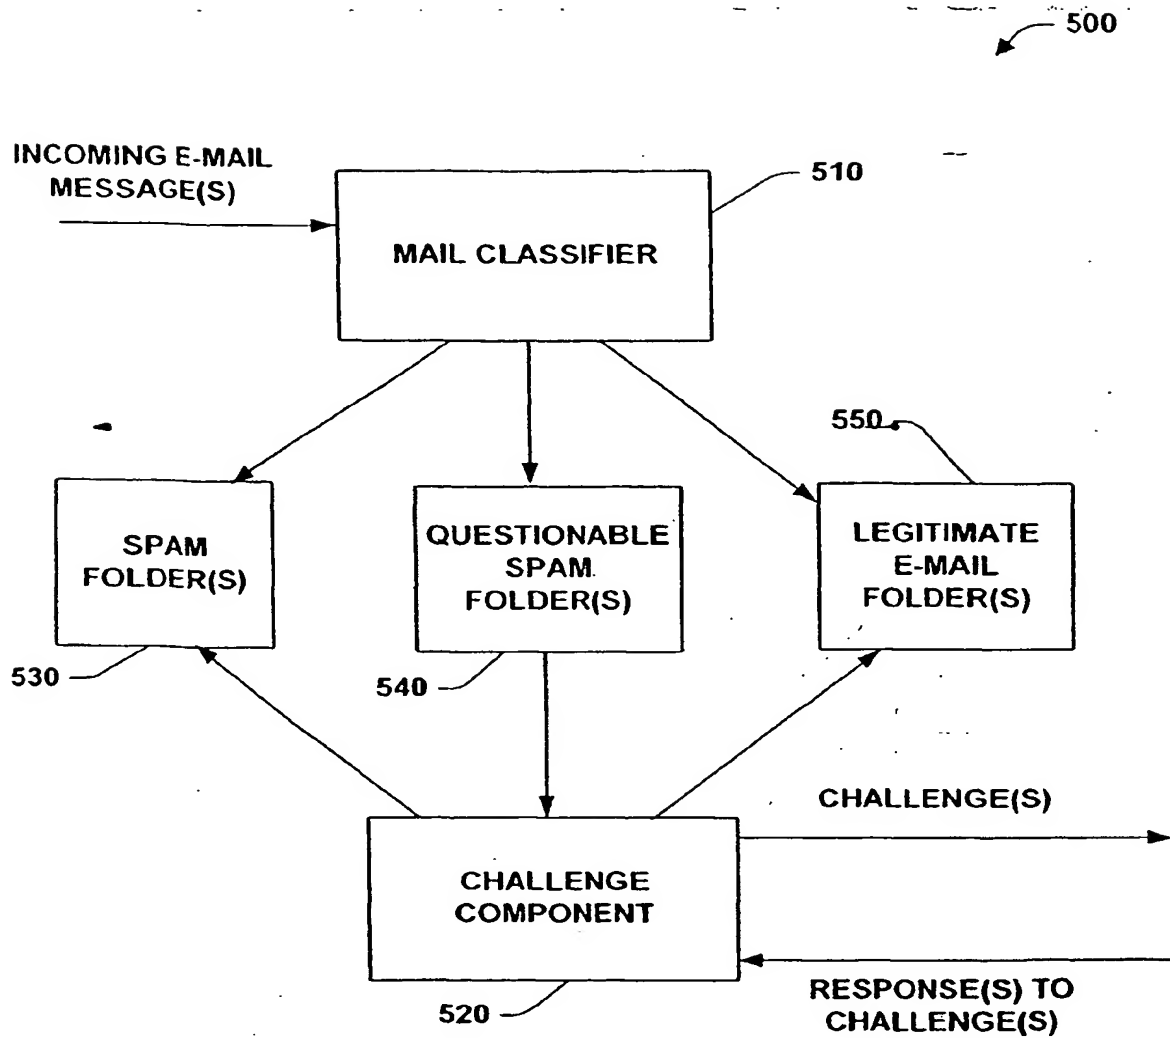 500
INCOMING E-MAIL
MESSAGE(S)
510
MAIL CLASSIFIER
550
SPAM
FOLDER(S)
QUESTIONABLE
SPAM
FOLDER(S)
LEGITIMATE
E-MAIL
FOLDER(S)
530
540
CHALLENGE(S)
CHALLENGE
COMPONENT
520
RESPONSE(S) TO
CHALLENGE(S)